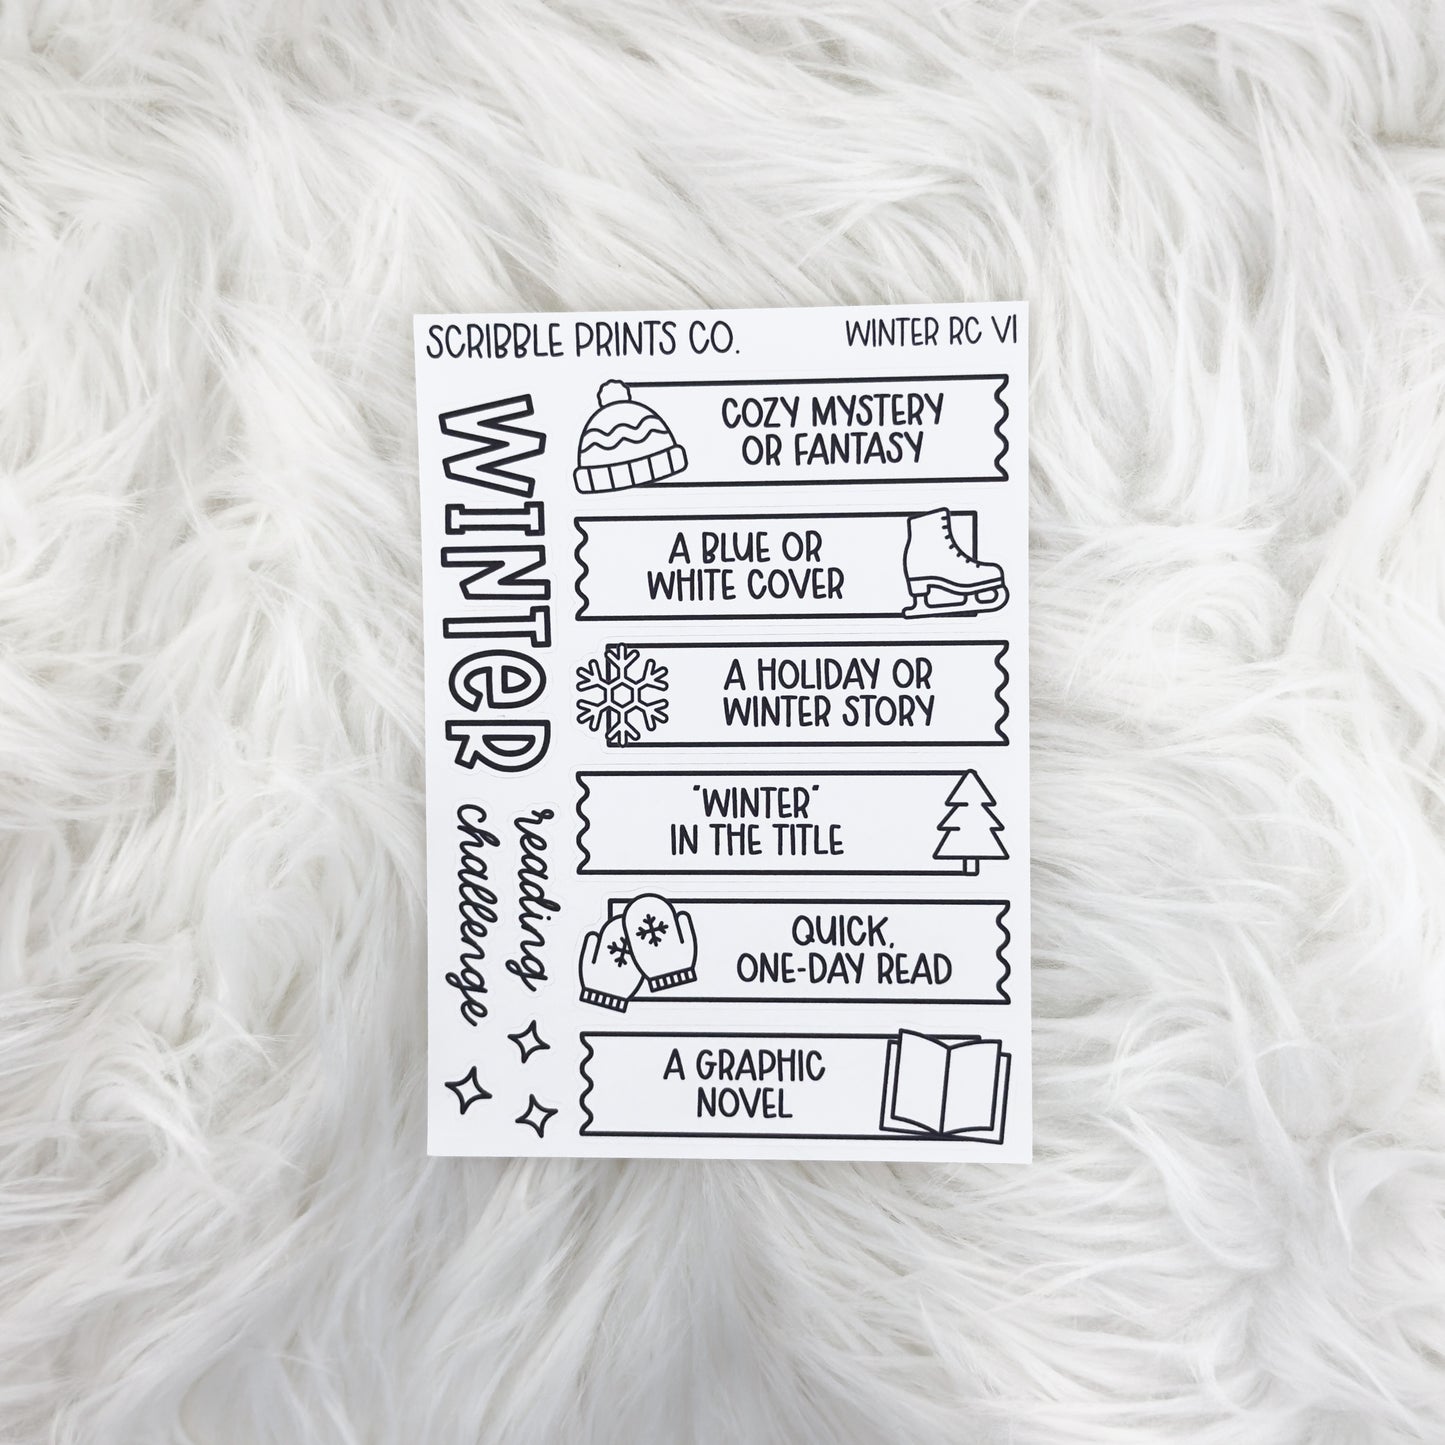 SCRIBBLE PRINTS CO.
WINTER RC V1
WINTER
reading
challenge
COZY MYSTERY
OR FANTASY
A BLUE OR
WHITE COVER
A HOLIDAY OR
WINTER STORY
"WINTER"
IN THE TITLE
QUICK,
ONE-DAY READ
A GRAPHIC
NOVEL